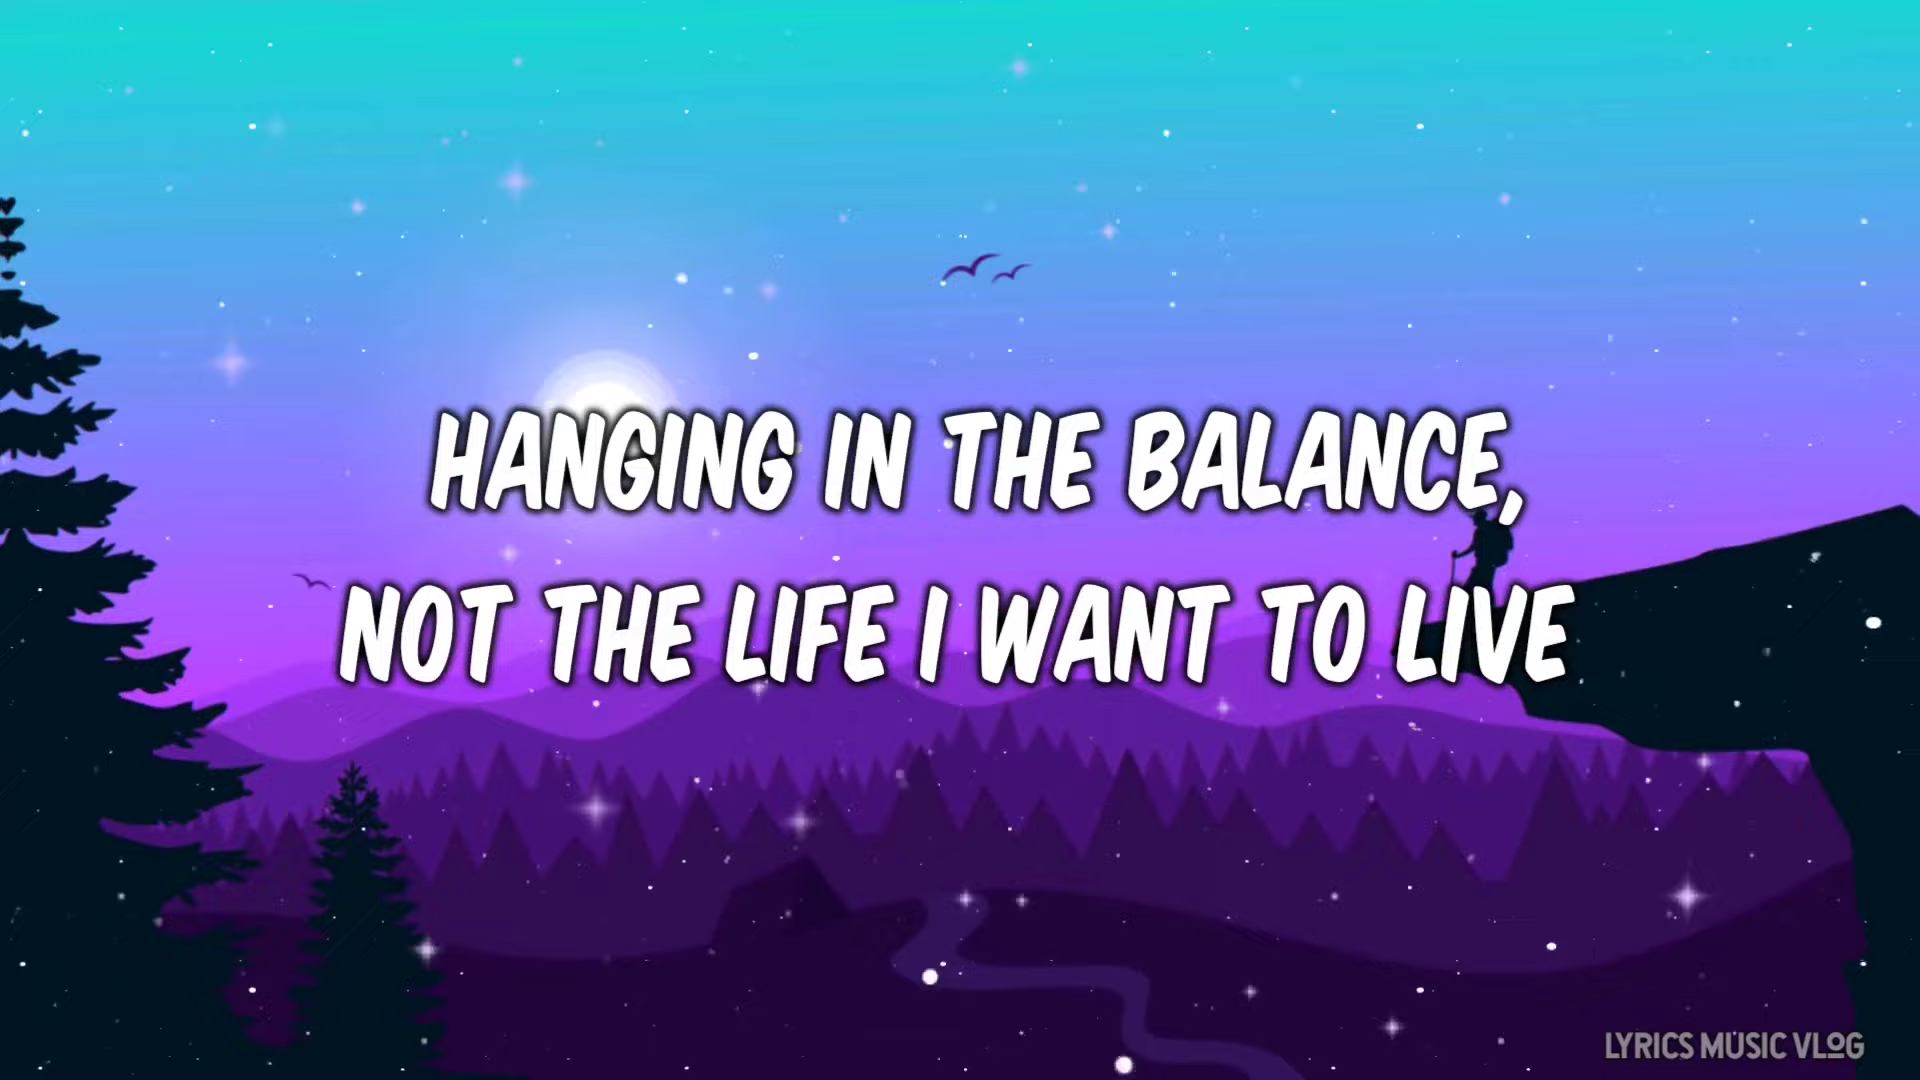 HANGING IN THE BALANCE,
NOT THE LIFE I WANT TO LIVE
LYRICS MUSIC VLOG